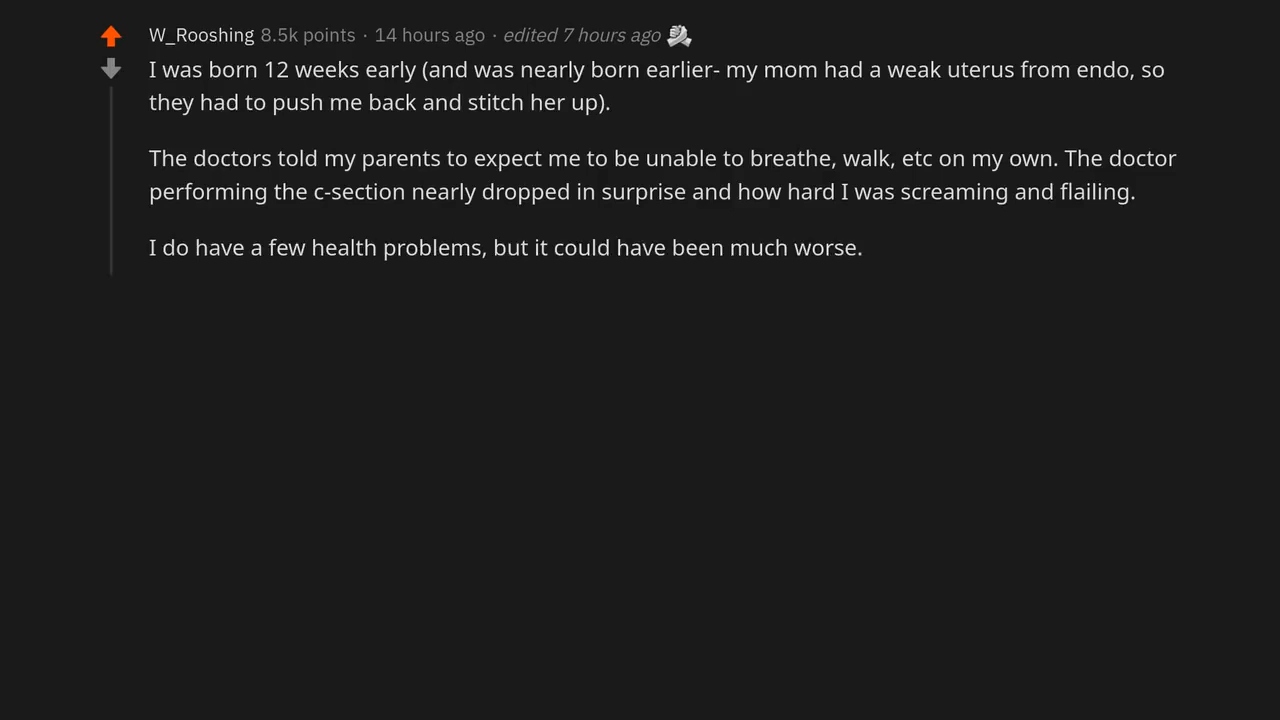 W_Rooshing 8.5k points · 14 hours ago · edited 7 hours ago
I was born 12 weeks early (and was nearly born earlier- my mom had a weak uterus from endo, so
they had to push me back and stitch her up).
The doctors told my parents to expect me to be unable to breathe, walk, etc on my own. The doctor
performing the c-section nearly dropped in surprise and how hard I was screaming and flailing.
I do have a few health problems, but it could have been much worse.